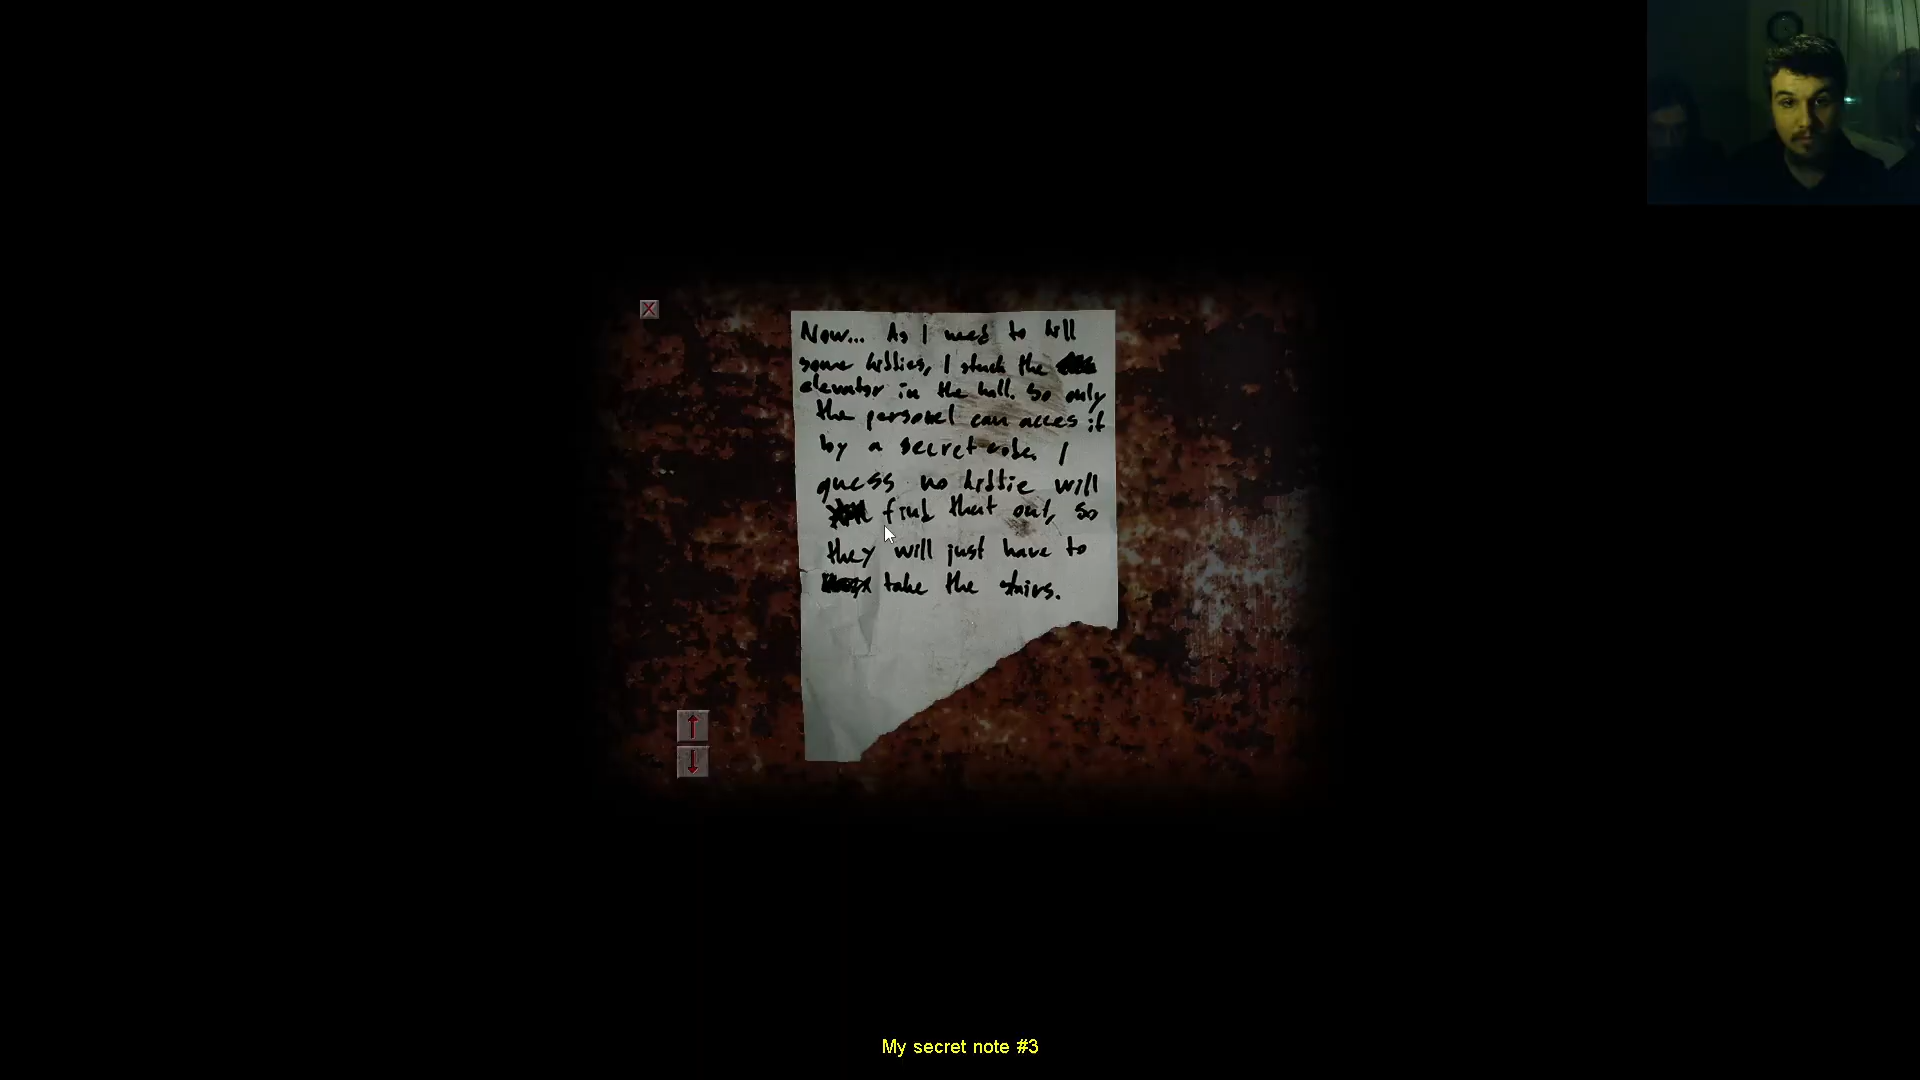 Now... As I need to kill
some kiddies, I stuck the
elevator in the hall. So only
the personel can acces it
by a secret code. I
guess no kiddie will
find that out, so
they will just have to
take the stairs.
My secret note #3